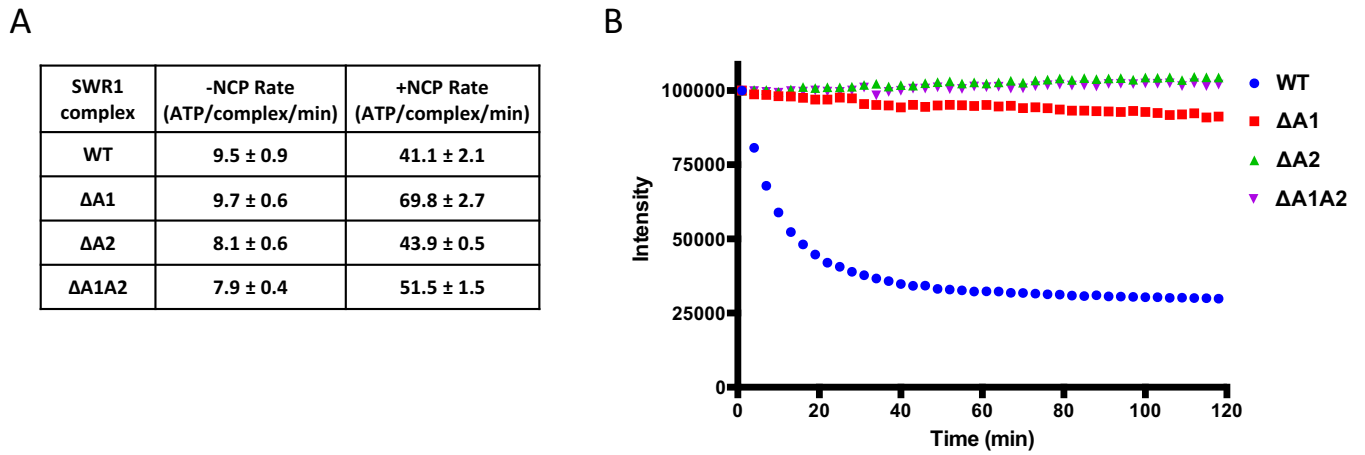 A
SWR1 complex -NCP Rate (ATP/complex/min) +NCP Rate (ATP/complex/min)
WT 9.5 ± 0.9 41.1 ± 2.1
ΔA1 9.7 ± 0.6 69.8 ± 2.7
ΔA2 8.1 ± 0.6 43.9 ± 0.5
ΔA1A2 7.9 ± 0.4 51.5 ± 1.5
B
Intensity
100000
75000
50000
25000
0
0 20 40 60 80 100 120
Time (min)
WT
ΔA1
ΔA2
ΔA1A2